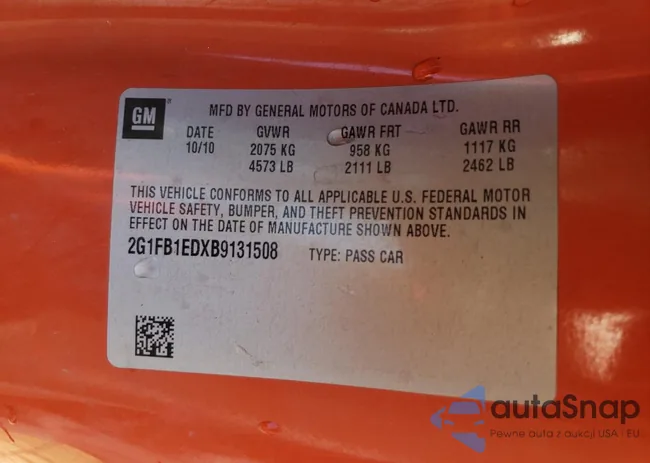 GM
MFD BY GENERAL MOTORS OF CANADA LTD.
DATE GVWR GAWR FRT GAWR RR
10/10 2075 KG 958 KG 1117 KG
4573 LB 2111 LB 2462 LB
THIS VEHICLE CONFORMS TO ALL APPLICABLE U.S. FEDERAL MOTOR
VEHICLE SAFETY, BUMPER, AND THEFT PREVENTION STANDARDS IN
EFFECT ON THE DATE OF MANUFACTURE SHOWN ABOVE.
2G1FB1EDXB9131508 TYPE: PASS CAR
autaSnap
Pewne auta z aukcji USA i EU